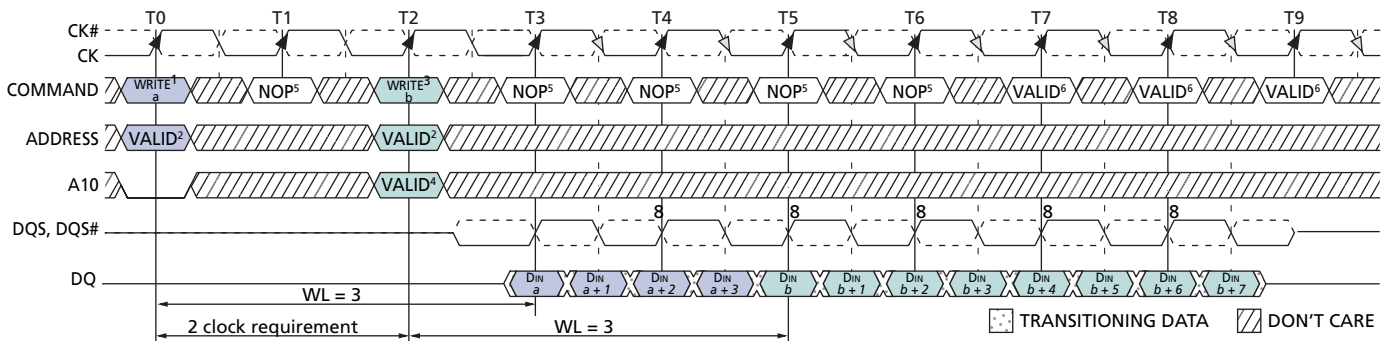 T0 T1 T2 T3 T4 T5 T6 T7 T8 T9
CK#
CK
COMMAND WRITE¹ a NOP⁵ WRITE³ b NOP⁵ NOP⁵ NOP⁵ NOP⁵ VALID⁶ VALID⁶ VALID⁶
ADDRESS VALID² VALID²
A10 VALID⁴
8 8 8 8 8
DQS, DQS#
DQ DIN a DIN a + 1 DIN a + 2 DIN a + 3 DIN b DIN b + 1 DIN b + 2 DIN b + 3 DIN b + 4 DIN b + 5 DIN b + 6 DIN b + 7
WL = 3
2 clock requirement WL = 3
TRANSITIONING DATA DON'T CARE